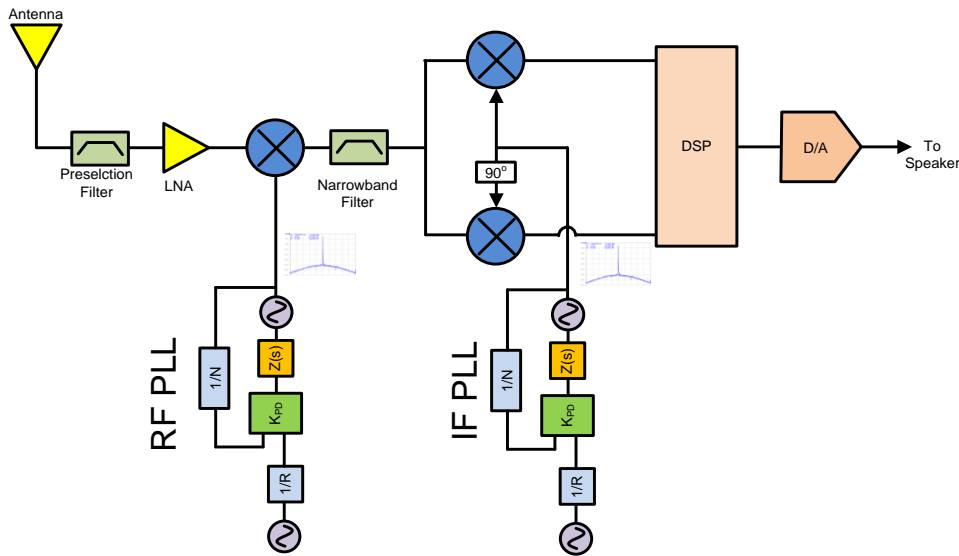 Antenna
Preselction
Filter
LNA
Narrowband
Filter
90°
DSP
D/A
To
Speaker
RF PLL
1/N
Z(s)
KPD
1/R
IF PLL
1/N
Z(s)
KPD
1/R